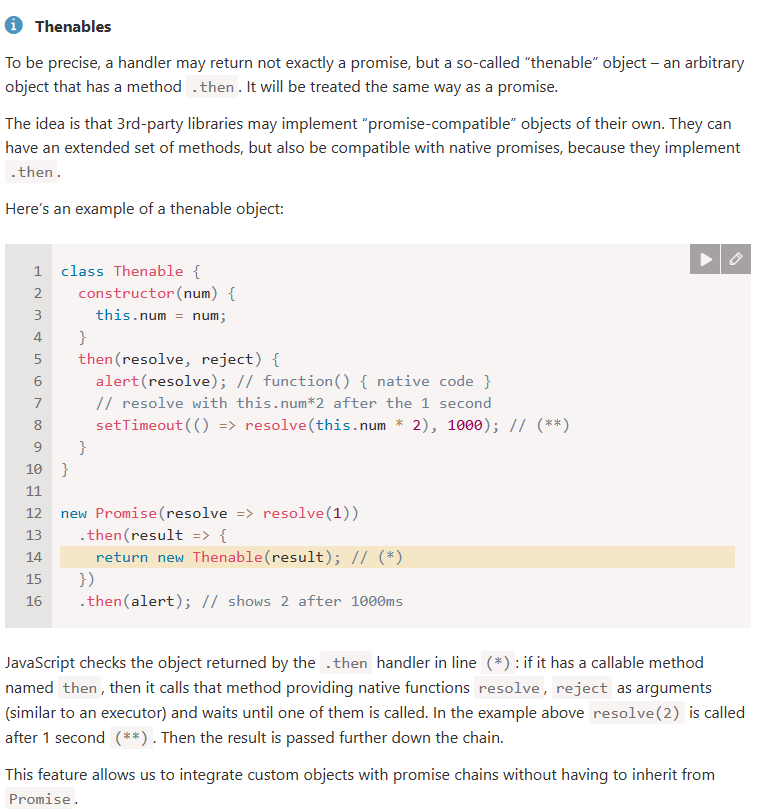 Thenables
To be precise, a handler may return not exactly a promise, but a so-called “thenable” object – an arbitrary
object that has a method .then. It will be treated the same way as a promise.
The idea is that 3rd-party libraries may implement “promise-compatible” objects of their own. They can
have an extended set of methods, but also be compatible with native promises, because they implement
.then.
Here’s an example of a thenable object:
1 class Thenable {
2   constructor(num) {
3     this.num = num;
4   }
5   then(resolve, reject) {
6     alert(resolve); // function() { native code }
7     // resolve with this.num*2 after the 1 second
8     setTimeout(() => resolve(this.num * 2), 1000); // (**)
9   }
10 }
11
12 new Promise(resolve => resolve(1))
13   .then(result => {
14     return new Thenable(result); // (*)
15   })
16   .then(alert); // shows 2 after 1000ms
JavaScript checks the object returned by the .then handler in line (*): if it has a callable method
named then, then it calls that method providing native functions resolve, reject as arguments
(similar to an executor) and waits until one of them is called. In the example above resolve(2) is called
after 1 second (**). Then the result is passed further down the chain.
This feature allows us to integrate custom objects with promise chains without having to inherit from
Promise.